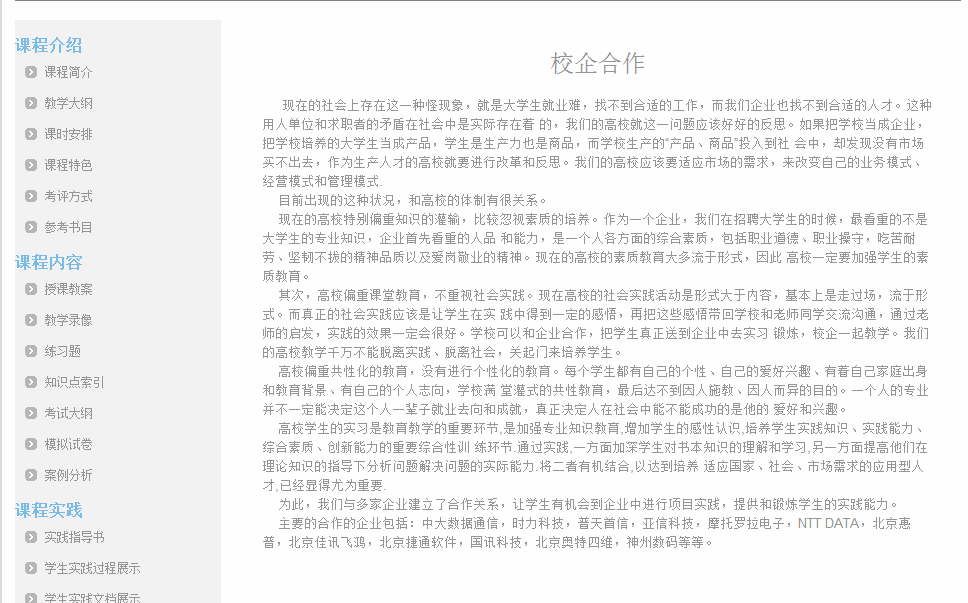 课程介绍
课程简介
教学大纲
课时安排
课程特色
考评方式
参考书目
课程内容
授课教案
教学录像
练习题
知识点索引
考试大纲
模拟试卷
案例分析
课程实践
实践指导书
学生实践过程展示
学生实践文档展示
校企合作
现在的社会上存在这一种怪现象，就是大学生就业难，找不到合适的工作，而我们企业也找不到合适的人才。这种
用人单位和求职者的矛盾在社会中是实际存在着 的，我们的高校就这一问题应该好好的反思。如果把学校当成企业，
把学校培养的大学生当成产品，学生是生产力也是商品，而学校生产的“产品、商品”投入到社 会中，却发现没有市场
买不出去，作为生产人才的高校就要进行改革和反思。我们的高校应该要适应市场的需求，来改变自己的业务模式、
经营模式和管理模式.
目前出现的这种状况，和高校的体制有很关系。
现在的高校特别偏重知识的灌输，比较忽视素质的培养。作为一个企业，我们在招聘大学生的时候，最看重的不是
大学生的专业知识，企业首先看重的人品 和能力，是一个人各方面的综合素质，包括职业道德、职业操守，吃苦耐
劳、坚韧不拔的精神品质以及爱岗敬业的精神。现在的高校的素质教育大多流于形式，因此 高校一定要加强学生的素
质教育。
其次，高校偏重课堂教育，不重视社会实践。现在高校的社会实践活动是形式大于内容，基本上是走过场，流于形
式。而真正的社会实践应该是让学生在实 践中得到一定的感悟，再把这些感悟带回学校和老师同学交流沟通，通过老
师的启发，实践的效果一定会很好。学校可以和企业合作，把学生真正送到企业中去实习 锻炼，校企一起教学。我们
的高校教学千万不能脱离实践、脱离社会，关起门来培养学生。
高校偏重共性化的教育，没有进行个性化的教育。每个学生都有自己的个性、自己的爱好兴趣、有着自己家庭出身
和教育背景、有自己的个人志向，学校满 堂灌式的共性教育，最后达不到因人施教、因人而异的目的。一个人的专业
并不一定能决定这个人一辈子就业去向和成就，真正决定人在社会中能不能成功的是他的 爱好和兴趣。
高校学生的实习是教育教学的重要环节,是加强专业知识教育,增加学生的感性认识,培养学生实践知识、实践能力、
综合素质、创新能力的重要综合性训 练环节.通过实践,一方面加深学生对书本知识的理解和学习,另一方面提高他们在
理论知识的指导下分析问题解决问题的实际能力.将二者有机结合,以达到培养 适应国家、社会、市场需求的应用型人
才,已经显得尤为重要.
为此，我们与多家企业建立了合作关系，让学生有机会到企业中进行项目实践，提供和锻炼学生的实践能力。
主要的合作的企业包括：中大数据通信，时力科技，普天首信，亚信科技，摩托罗拉电子，NTT DATA，北京惠
普，北京佳讯飞鸿，北京捷通软件，国讯科技，北京奥特四维，神州数码等等。